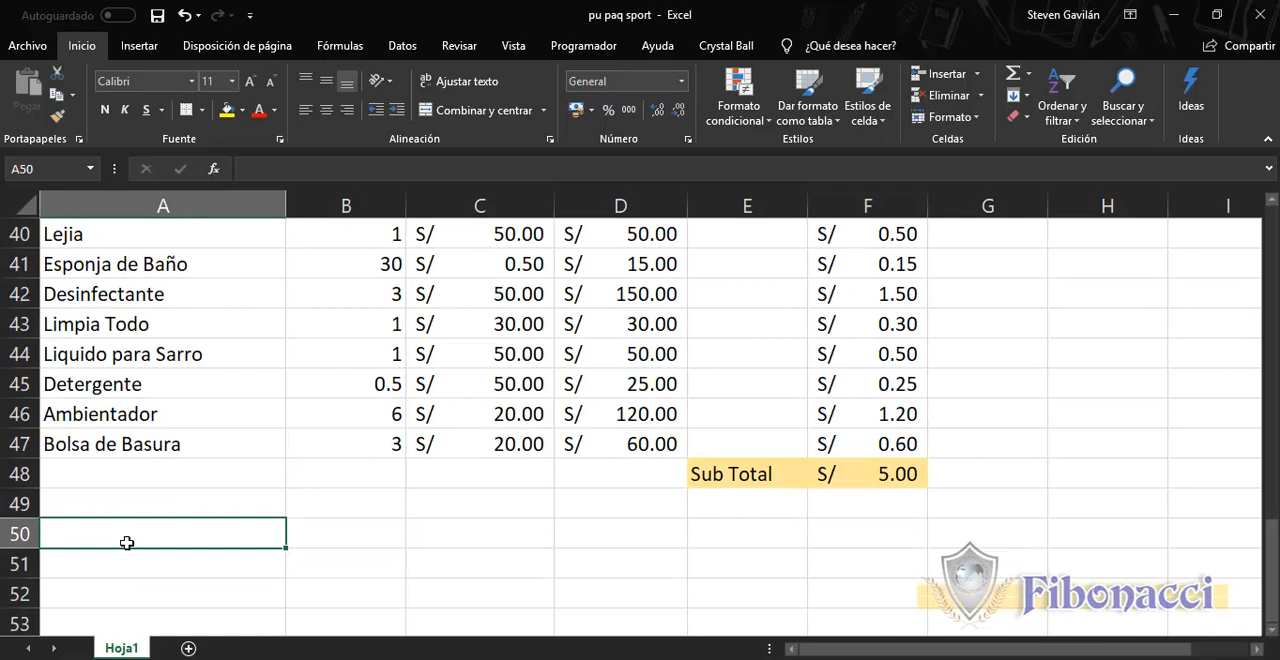 Autoguardado
pu paq sport - Excel
Steven Gavilán
Archivo Inicio Insertar Disposición de página Fórmulas Datos Revisar Vista Programador Ayuda Crystal Ball ¿Qué desea hacer? Compartir
Pegar
Calibri 11
N K S
Ajustar texto
Combinar y centrar
General
% 000
Formato condicional
Dar formato como tabla
Estilos de celda
Insertar
Eliminar
Formato
Ordenar y filtrar
Buscar y seleccionar
Ideas
Portapapeles Fuente Alineación Número Estilos Celdas Edición Ideas
A50 fx
A B C D E F G H I
40 Lejia 1 S/ 50.00 S/ 50.00 S/ 0.50
41 Esponja de Baño 30 S/ 0.50 S/ 15.00 S/ 0.15
42 Desinfectante 3 S/ 50.00 S/ 150.00 S/ 1.50
43 Limpia Todo 1 S/ 30.00 S/ 30.00 S/ 0.30
44 Liquido para Sarro 1 S/ 50.00 S/ 50.00 S/ 0.50
45 Detergente 0.5 S/ 50.00 S/ 25.00 S/ 0.25
46 Ambientador 6 S/ 20.00 S/ 120.00 S/ 1.20
47 Bolsa de Basura 3 S/ 20.00 S/ 60.00 S/ 0.60
48 Sub Total S/ 5.00
49
50
51
52
53
Fibonacci
Hoja1